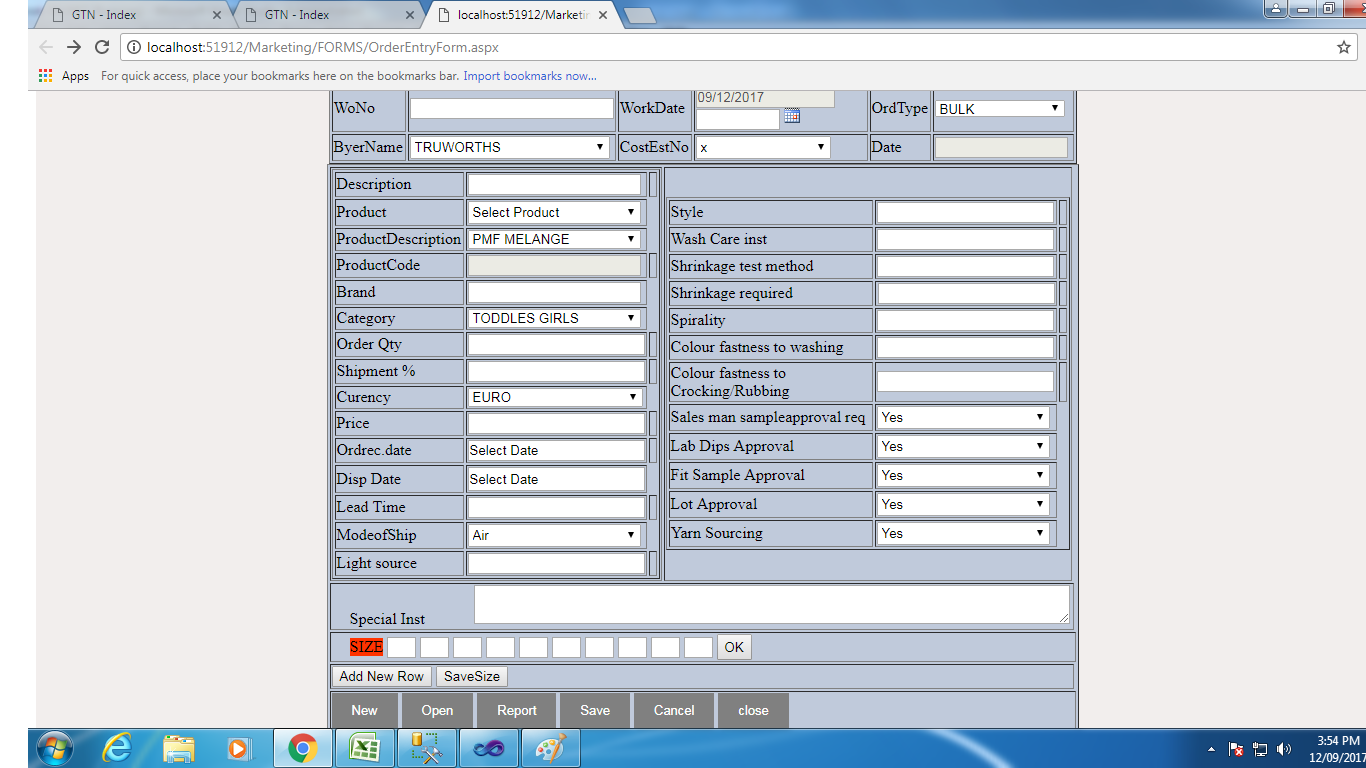 GTN - Index
GTN - Index
localhost:51912/Marketin
localhost:51912/Marketing/FORMS/OrderEntryForm.aspx
Apps For quick access, place your bookmarks here on the bookmarks bar. Import bookmarks now...
WoNo WorkDate 09/12/2017 OrdType BULK
ByerName TRUWORTHS CostEstNo x Date
Description
Product Select Product
ProductDescription PMF MELANGE
ProductCode
Brand
Category TODDLES GIRLS
Order Qty
Shipment %
Curency EURO
Price
Ordrec.date Select Date
Disp Date Select Date
Lead Time
ModeofShip Air
Light source
Style
Wash Care inst
Shrinkage test method
Shrinkage required
Spirality
Colour fastness to washing
Colour fastness to
Crocking/Rubbing
Sales man sampleapproval req Yes
Lab Dips Approval Yes
Fit Sample Approval Yes
Lot Approval Yes
Yarn Sourcing Yes
Special Inst
SIZE OK
Add New Row SaveSize
New Open Report Save Cancel close
3:54 PM
12/09/2017